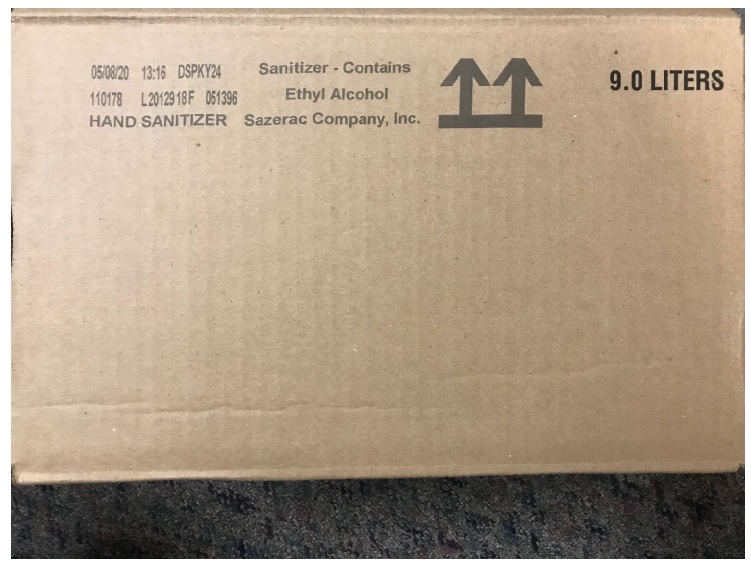 05/08/20 13:16 DSPKY24 Sanitizer - Contains
110178 L2012918F 051396 Ethyl Alcohol
HAND SANITIZER Sazerac Company, Inc.
9.0 LITERS